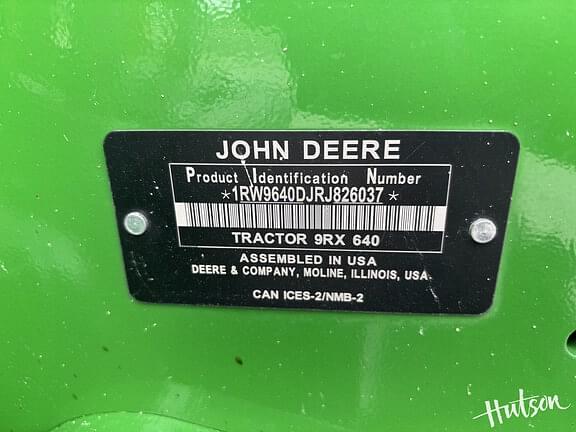 JOHN DEERE
Product Identification Number
*1RW9640DJRJ826037*
TRACTOR 9RX 640
ASSEMBLED IN USA
DEERE & COMPANY, MOLINE, ILLINOIS, USA
CAN ICES-2/NMB-2
Hutson